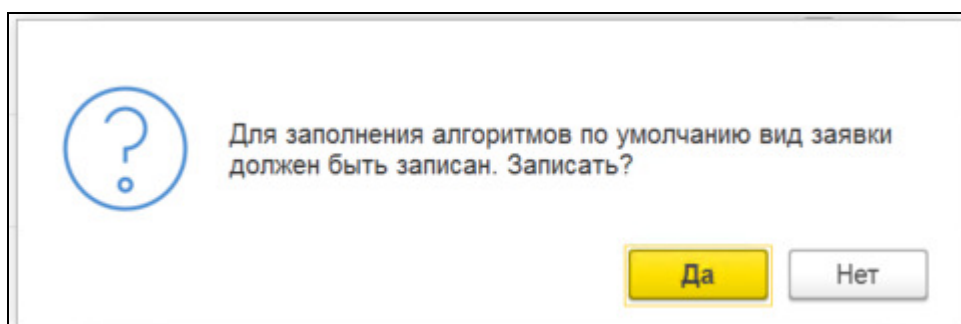 Для заполнения алгоритмов по умолчанию вид заявки
должен быть записан. Записать?
Да
Нет